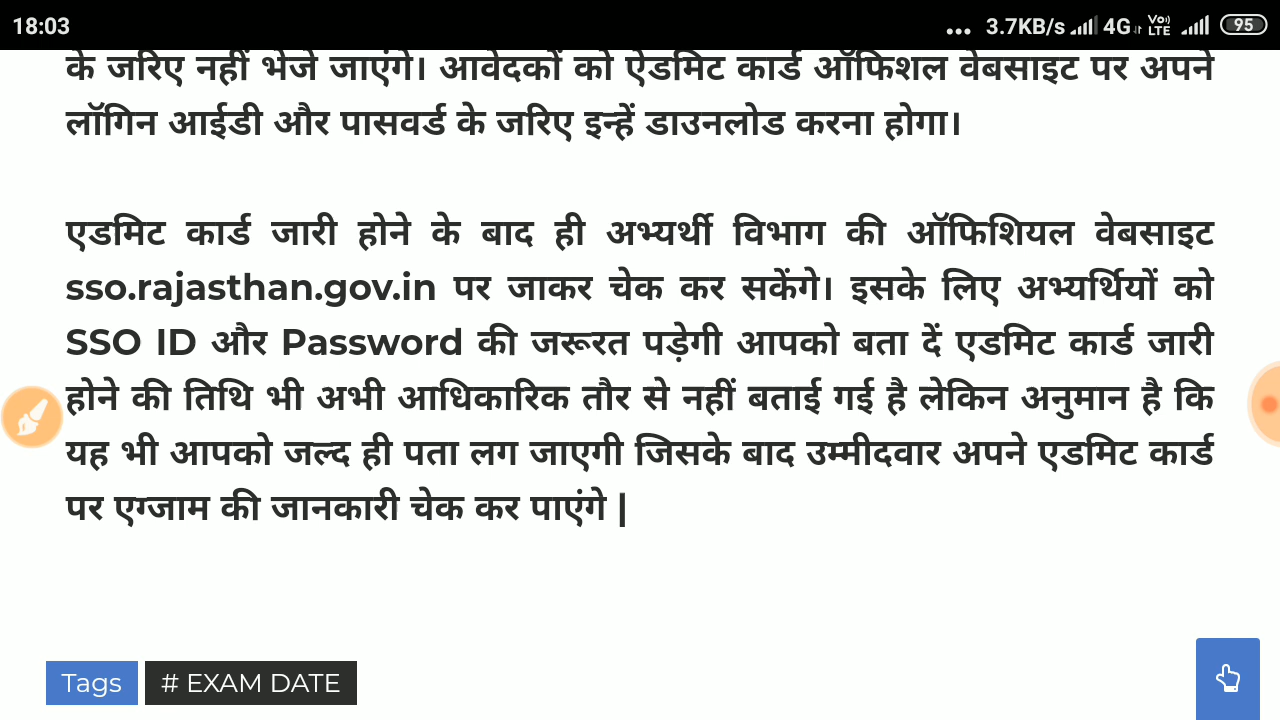 18:03
... 3.7KB/s 4G Vo) LTE 95
के जरिए नहीं भेजे जाएंगे। आवेदकों को ऐडमिट कार्ड ऑफिशल वेबसाइट पर अपने
लॉगिन आईडी और पासवर्ड के जरिए इन्हें डाउनलोड करना होगा।
एडमिट कार्ड जारी होने के बाद ही अभ्यर्थी विभाग की ऑफिशियल वेबसाइट
sso.rajasthan.gov.in पर जाकर चेक कर सकेंगे। इसके लिए अभ्यर्थियों को
SSO ID और Password की जरूरत पड़ेगी आपको बता दें एडमिट कार्ड जारी
होने की तिथि भी अभी आधिकारिक तौर से नहीं बताई गई है लेकिन अनुमान है कि
यह भी आपको जल्द ही पता लग जाएगी जिसके बाद उम्मीदवार अपने एडमिट कार्ड
पर एग्जाम की जानकारी चेक कर पाएंगे |
Tags # EXAM DATE